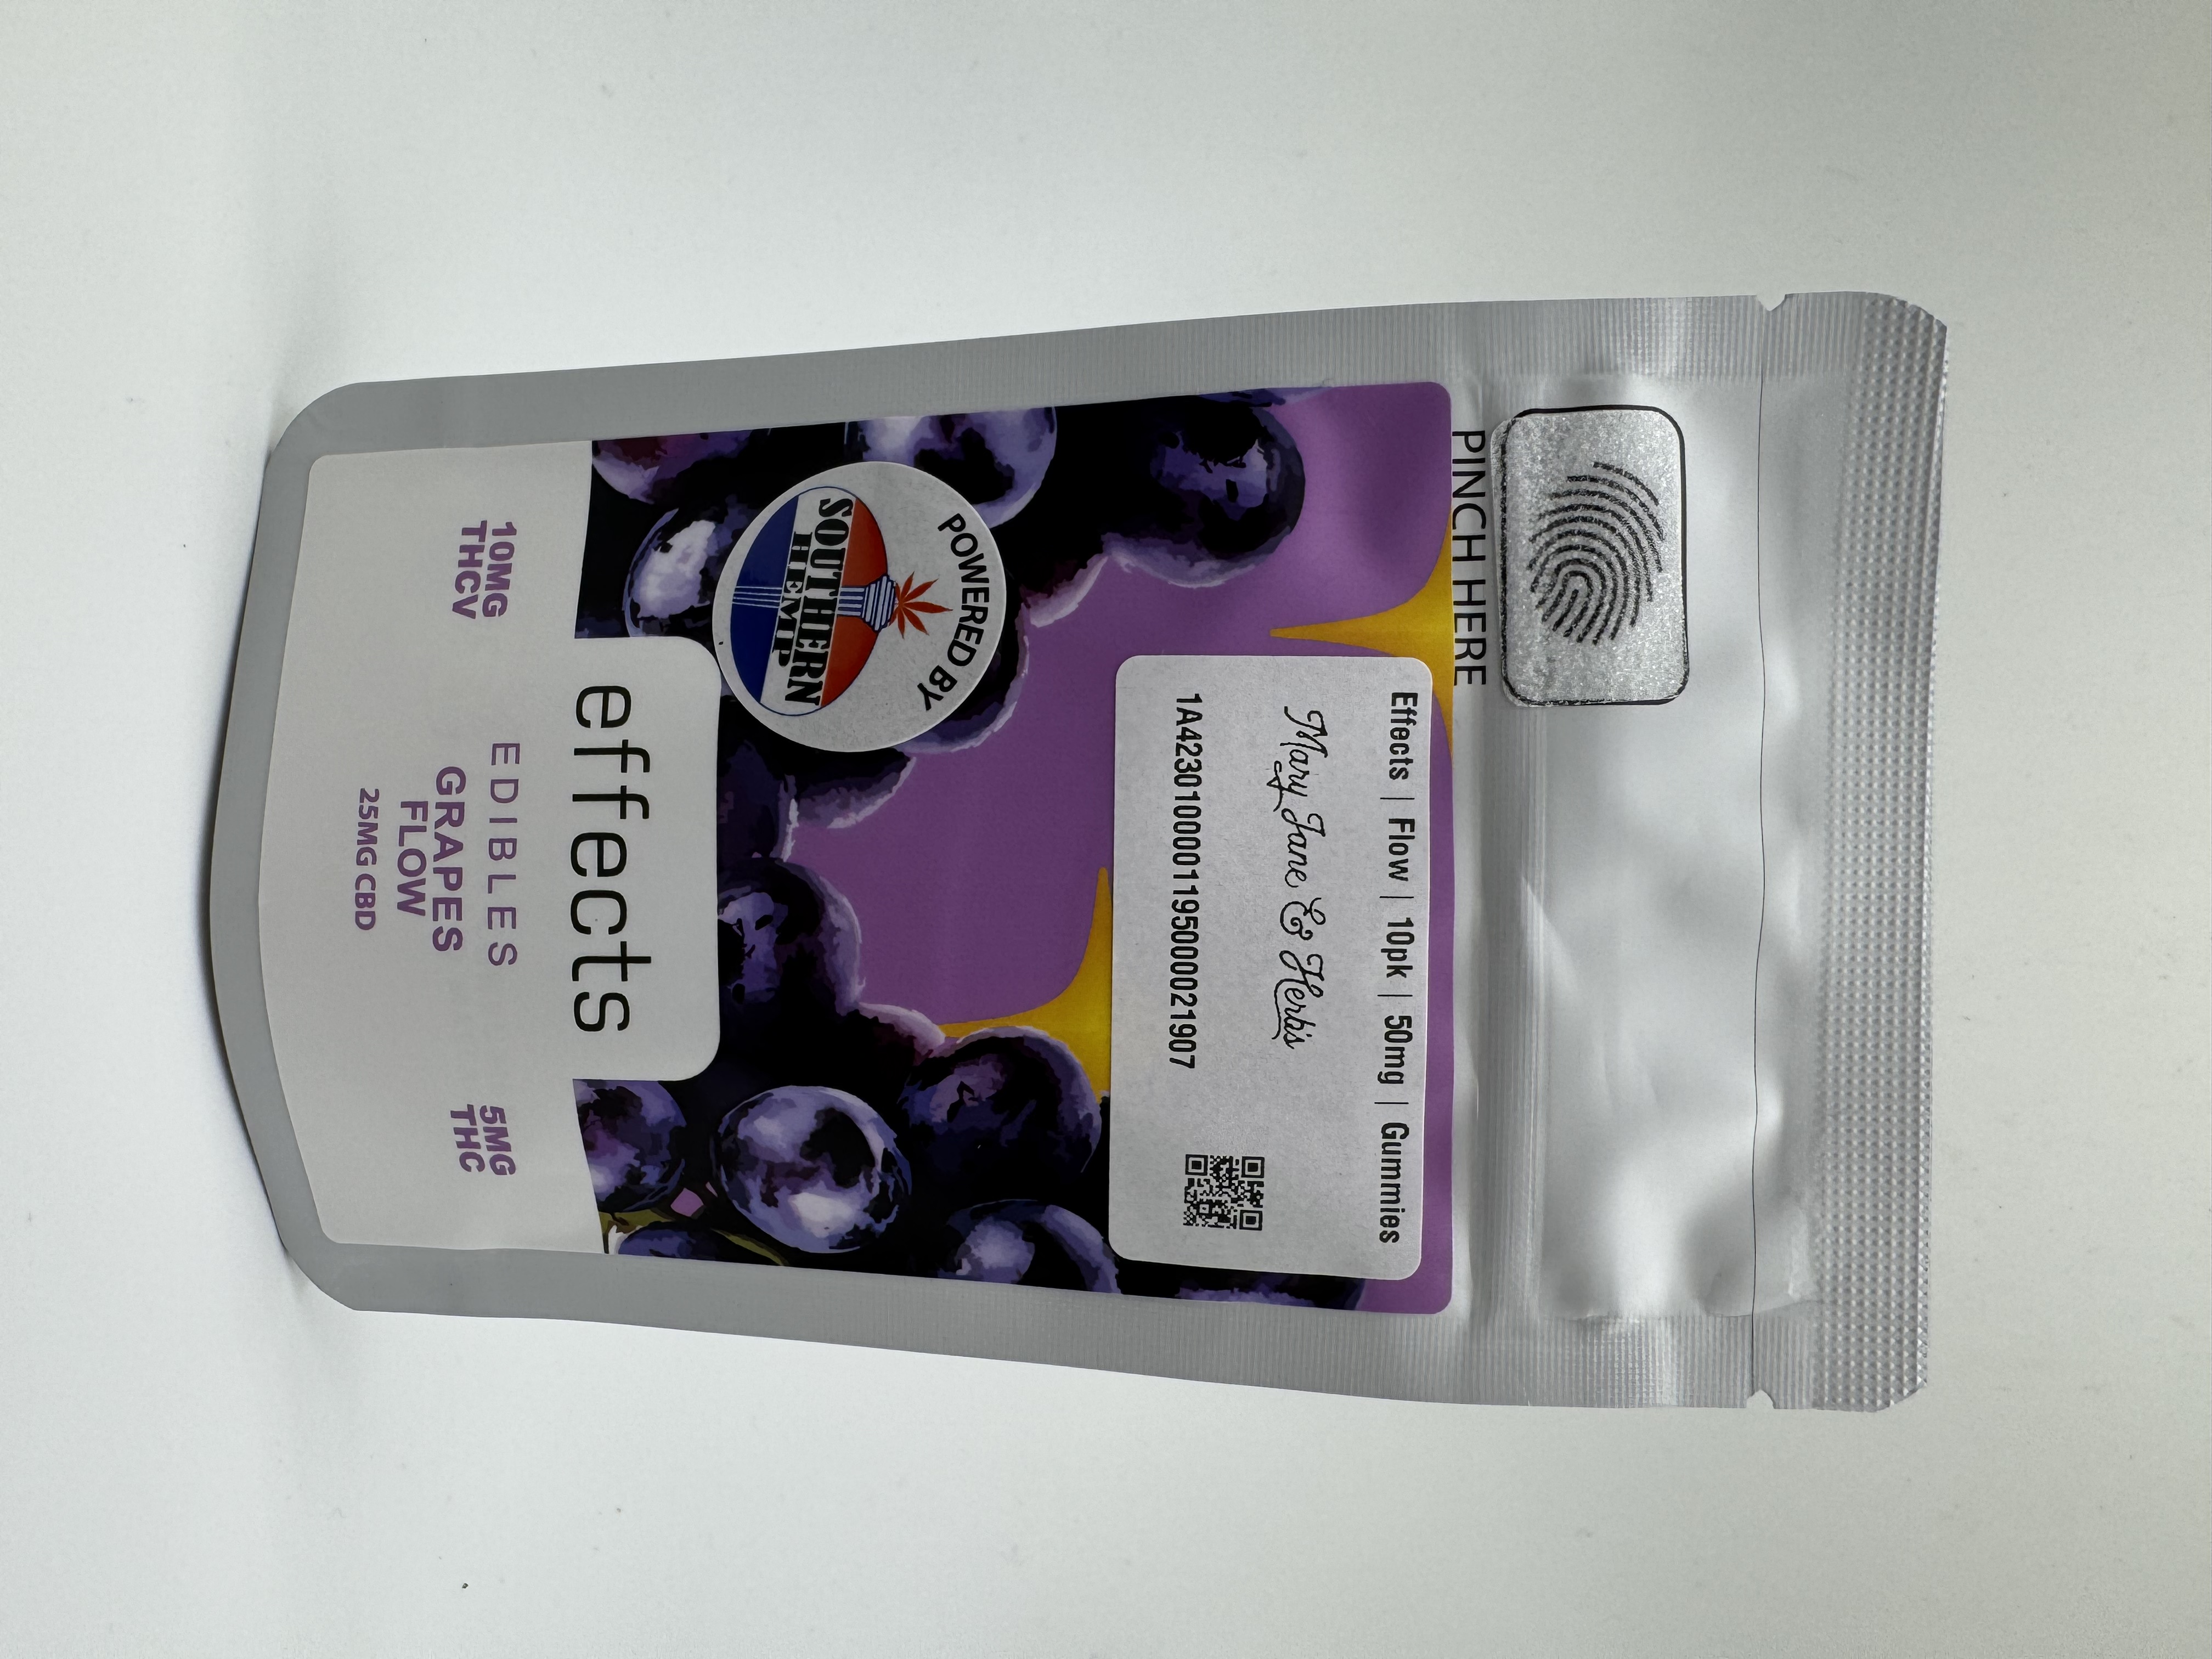 PINCH HERE
Effects | Flow | 10pk | 50mg | Gummies
Mary Jane & Herb's
1A4230100001195000021907
POWERED BY
SOUTHERN
HEMP
effects
EDIBLES
GRAPES
FLOW
25MG CBD
10MG
THCV
5MG
THC